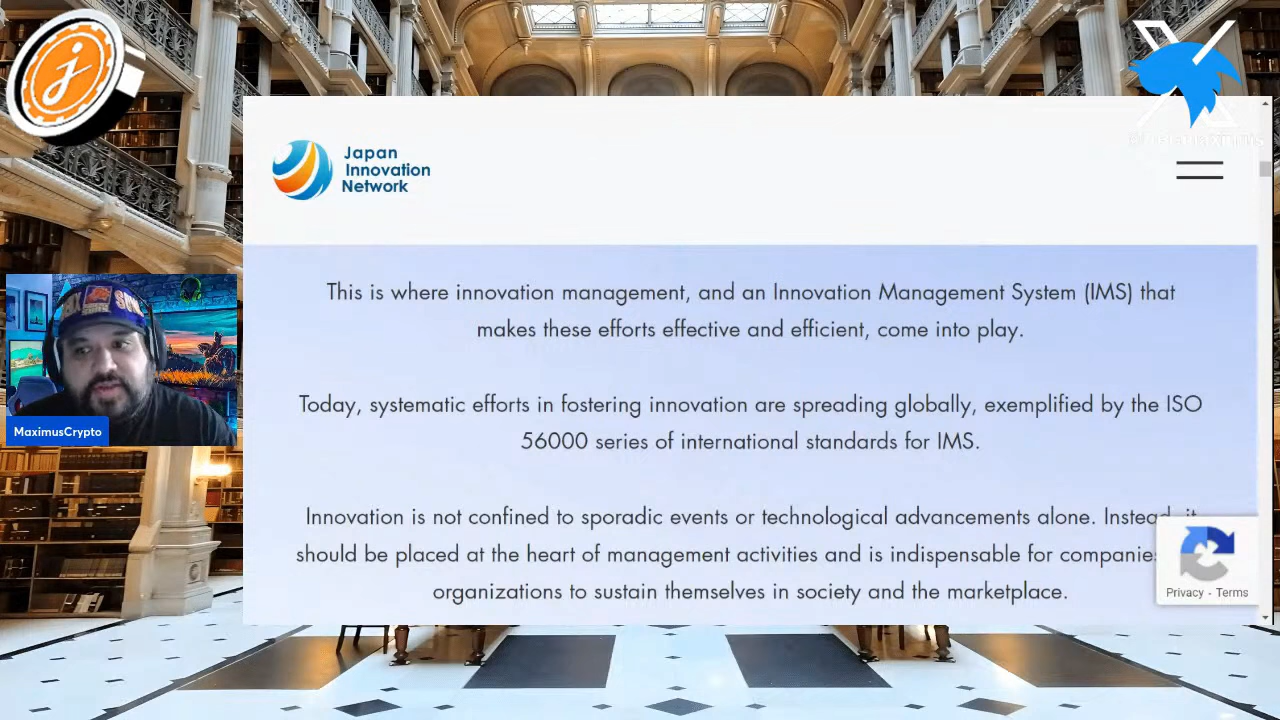 Japan
Innovation
Network
This is where innovation management, and an Innovation Management System (IMS) that
makes these efforts effective and efficient, come into play.
Today, systematic efforts in fostering innovation are spreading globally, exemplified by the ISO
56000 series of international standards for IMS.
Innovation is not confined to sporadic events or technological advancements alone. Instead, it
should be placed at the heart of management activities and is indispensable for companies
organizations to sustain themselves in society and the marketplace.
Privacy - Terms
MaximusCrypto